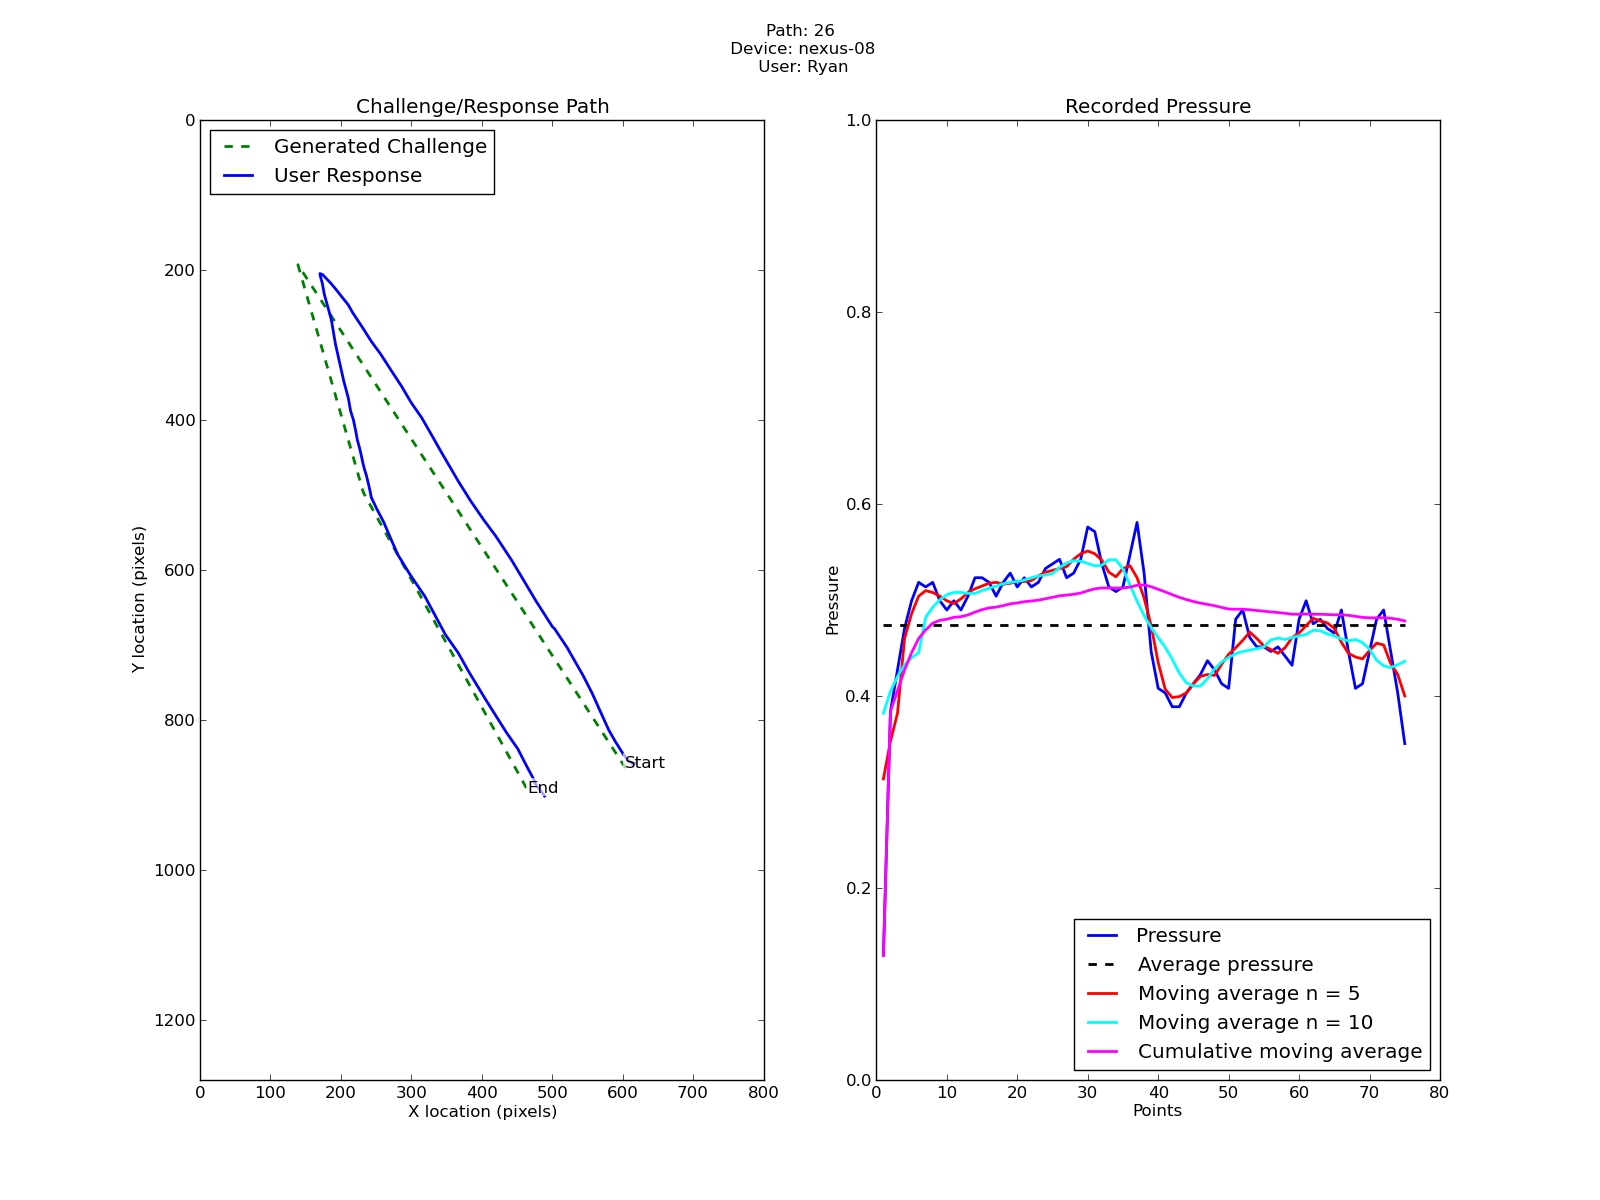 Path: 26
Device: nexus-08
User: Ryan
Challenge/Response Path
Generated Challenge
User Response
0
200
400
600
800
1000
1200
Y location (pixels)
Start
End
0 100 200 300 400 500 600 700 800
X location (pixels)
Recorded Pressure
1.0
0.8
0.6
0.4
0.2
0.0
Pressure
Pressure
Average pressure
Moving average n = 5
Moving average n = 10
Cumulative moving average
0 10 20 30 40 50 60 70 80
Points